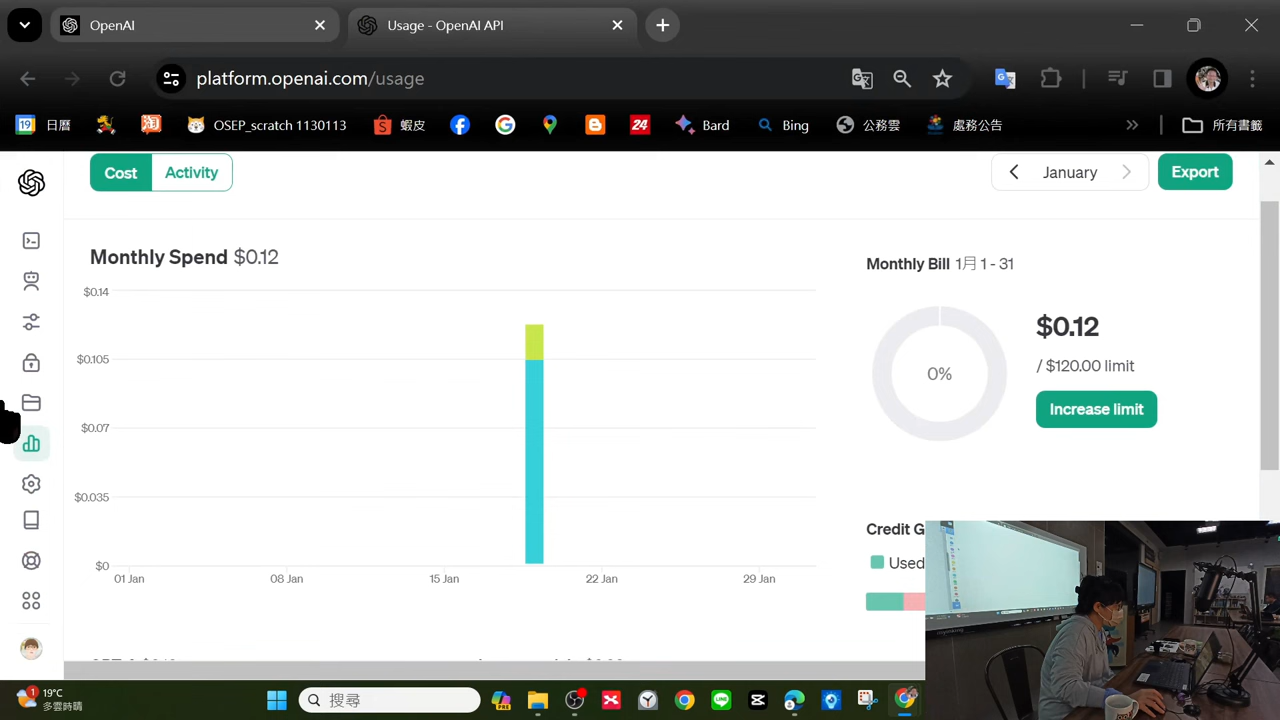 OpenAI
Usage - OpenAI API
platform.openai.com/usage
19 日曆
淘
OSEP_scratch 1130113
蝦皮
24
Bard
Bing
公務雲
處務公告
所有書籤
Cost
Activity
January
Export
Monthly Spend $0.12
$0.14
$0.105
$0.07
$0.035
$0
01 Jan
08 Jan
15 Jan
22 Jan
29 Jan
Monthly Bill 1月 1 - 31
0%
$0.12
/ $120.00 limit
Increase limit
Credit G
Used
1
19°C
多雲時晴
搜尋
PRE
LINE